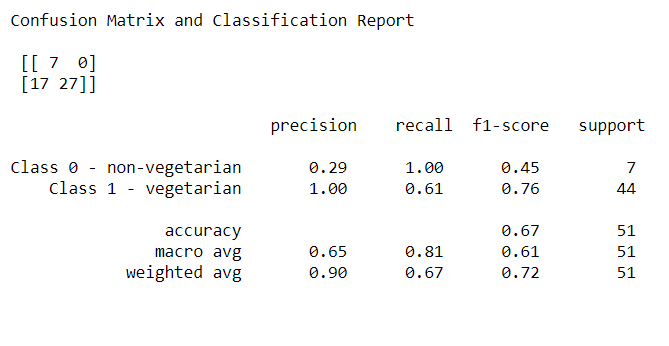 Confusion Matrix and Classification Report
[[ 7  0]
[17 27]]
precision recall f1-score support
Class 0 - non-vegetarian 0.29 1.00 0.45 7
Class 1 - vegetarian 1.00 0.61 0.76 44
accuracy 0.67 51
macro avg 0.65 0.81 0.61 51
weighted avg 0.90 0.67 0.72 51